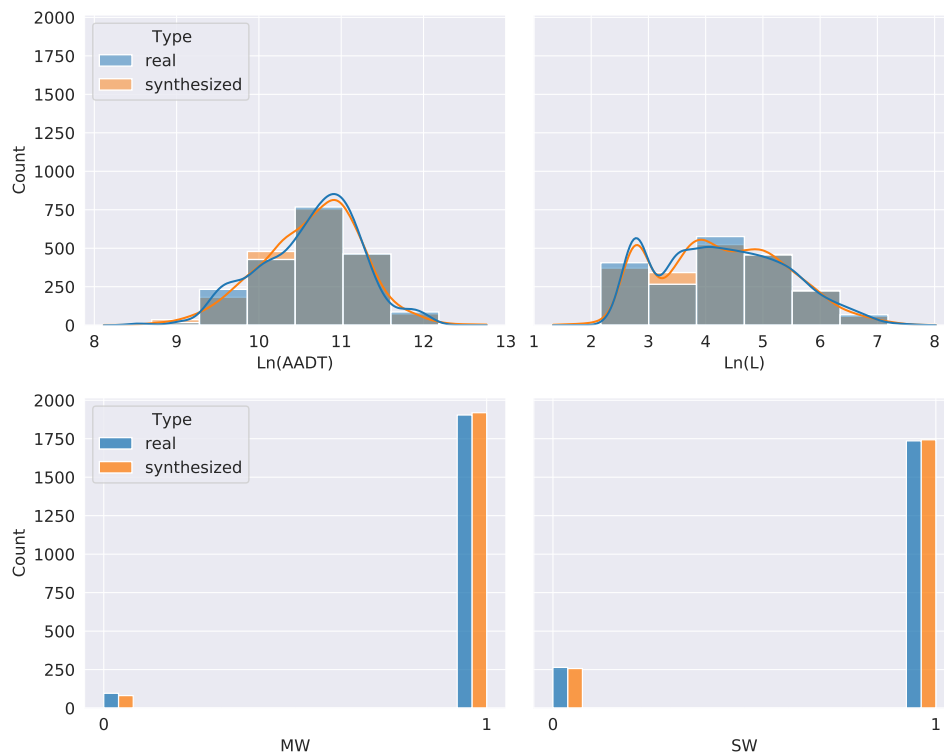 2000
1750
1500
1250
1000
750
500
250
0
Count
Type
real
synthesized
8 9 10 11 12 13
Ln(AADT)
1 2 3 4 5 6 7 8
Ln(L)
2000
1750
1500
1250
1000
750
500
250
0
Count
Type
real
synthesized
0 1
MW
0 1
SW